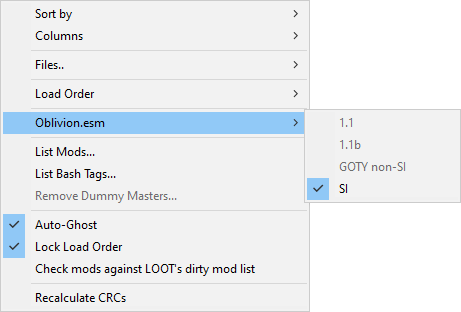 Sort by
Columns
Files..
Load Order
Oblivion.esm
1.1
1.1b
GOTY non-SI
SI
List Mods...
List Bash Tags...
Remove Dummy Masters...
Auto-Ghost
Lock Load Order
Check mods against LOOT's dirty mod list
Recalculate CRCs